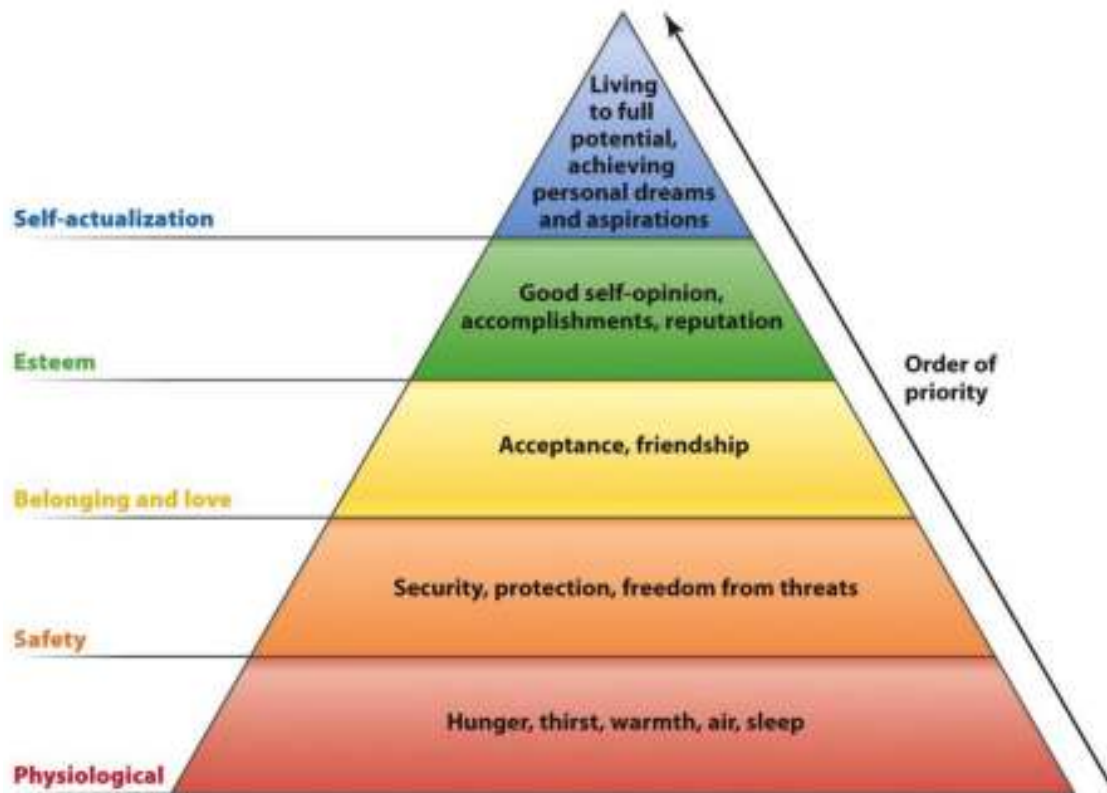 Living
to full
potential,
achieving
personal dreams
and aspirations
Self-actualization
Good self-opinion,
accomplishments, reputation
Esteem
Order of
priority
Acceptance, friendship
Belonging and love
Security, protection, freedom from threats
Safety
Hunger, thirst, warmth, air, sleep
Physiological